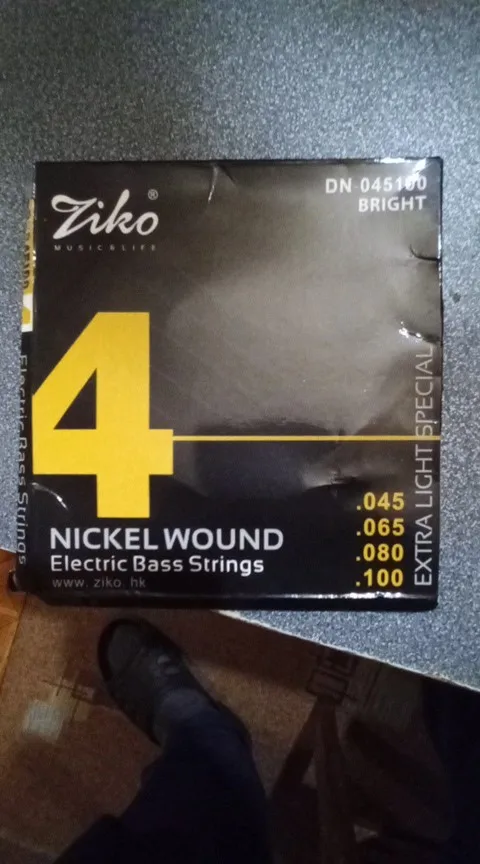 Ziko®
MUSIC&LIFE
DN 045100
BRIGHT
4
NICKEL WOUND
Electric Bass Strings
www. ziko. hk
.045
.065
.080
.100
EXTRA LIGHT SPECIAL
Electric Bass Strings